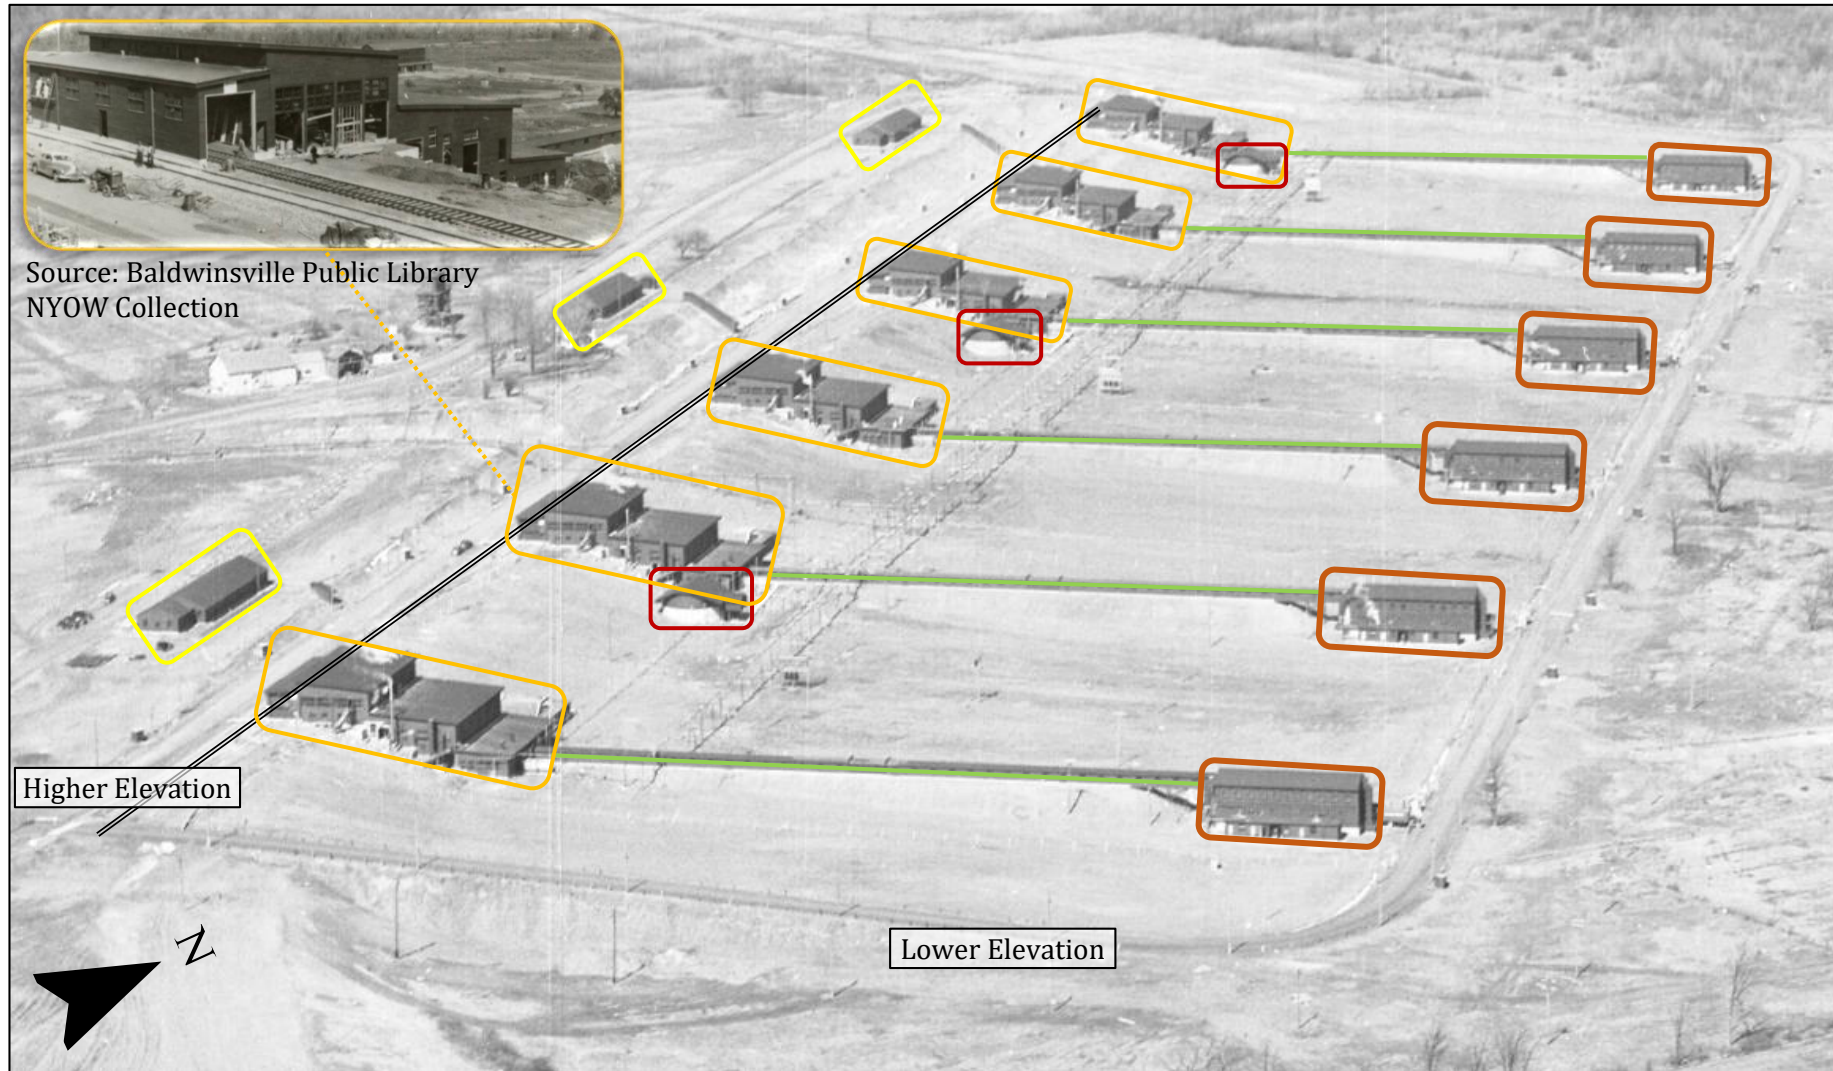 Source: Baldwinsville Public Library
NYOW Collection
Higher Elevation
Lower Elevation
N